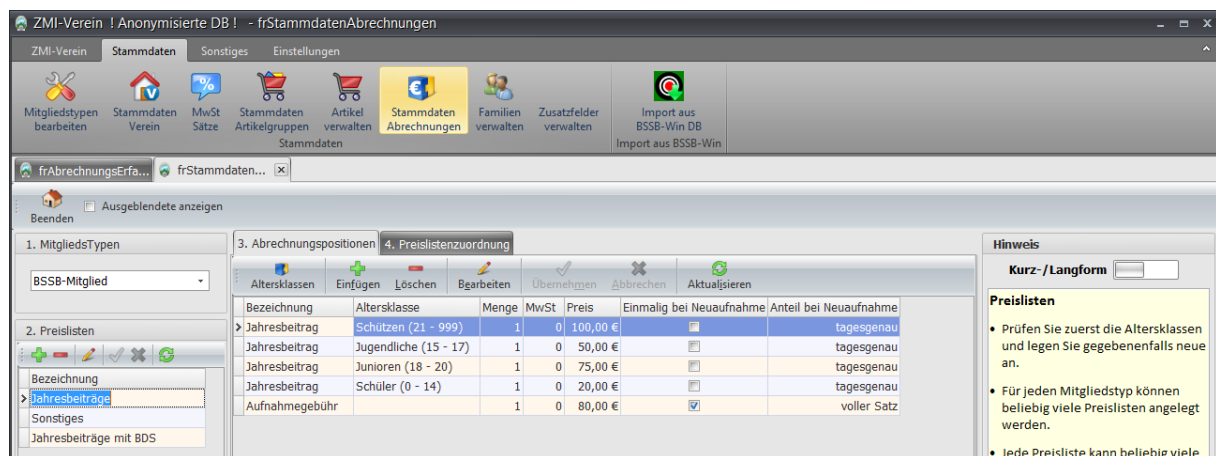 ZMI-Verein ! Anonymisierte DB ! - frStammdatenAbrechnungen
ZMI-Verein Stammdaten Sonstiges Einstellungen
Mitgliedstypen bearbeiten
Stammdaten Verein
MwSt Sätze
Stammdaten Artikelgruppen
Artikel verwalten
Stammdaten Abrechnungen
Familien verwalten
Zusatzfelder verwalten
Import aus BSSB-Win DB
Stammdaten
Import aus BSSB-Win
frAbrechnungsErfa... frStammdaten...
Beenden
Ausgeblendete anzeigen
1. MitgliedsTypen
BSSB-Mitglied
2. Preislisten
Bezeichnung
Jahresbeiträge
Sonstiges
Jahresbeiträge mit BDS
3. Abrechnungspositionen 4. Preislistenzuordnung
Altersklassen Einfügen Löschen Bearbeiten Übernehmen Abbrechen Aktualisieren
Bezeichnung Altersklasse Menge MwSt Preis Einmalig bei Neuaufnahme Anteil bei Neuaufnahme
Jahresbeitrag Schützen (21 - 999) 1 0 100,00 € tagesgenau
Jahresbeitrag Jugendliche (15 - 17) 1 0 50,00 € tagesgenau
Jahresbeitrag Junioren (18 - 20) 1 0 75,00 € tagesgenau
Jahresbeitrag Schüler (0 - 14) 1 0 20,00 € tagesgenau
Aufnahmegebühr 1 0 80,00 € voller Satz
Hinweis
Kurz-/Langform
Preislisten
• Prüfen Sie zuerst die Altersklassen
und legen Sie gegebenenfalls neue
an.
• Für jeden Mitgliedstyp können
beliebig viele Preislisten angelegt
werden.
• Jede Preisliste kann beliebig viele